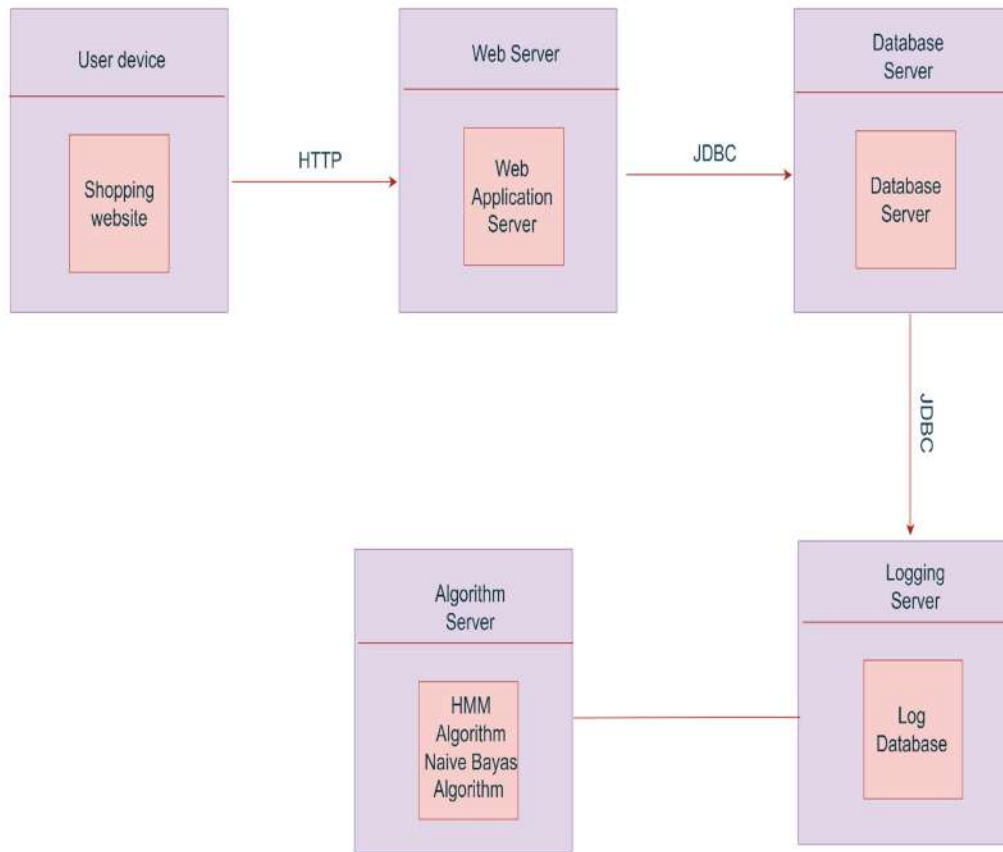 User device
Shopping
website
HTTP
Web Server
Web
Application
Server
JDBC
Database
Server
Database
Server
JDBC
Logging
Server
Log
Database
Algorithm
Server
HMM
Algorithm
Naive Bayas
Algorithm